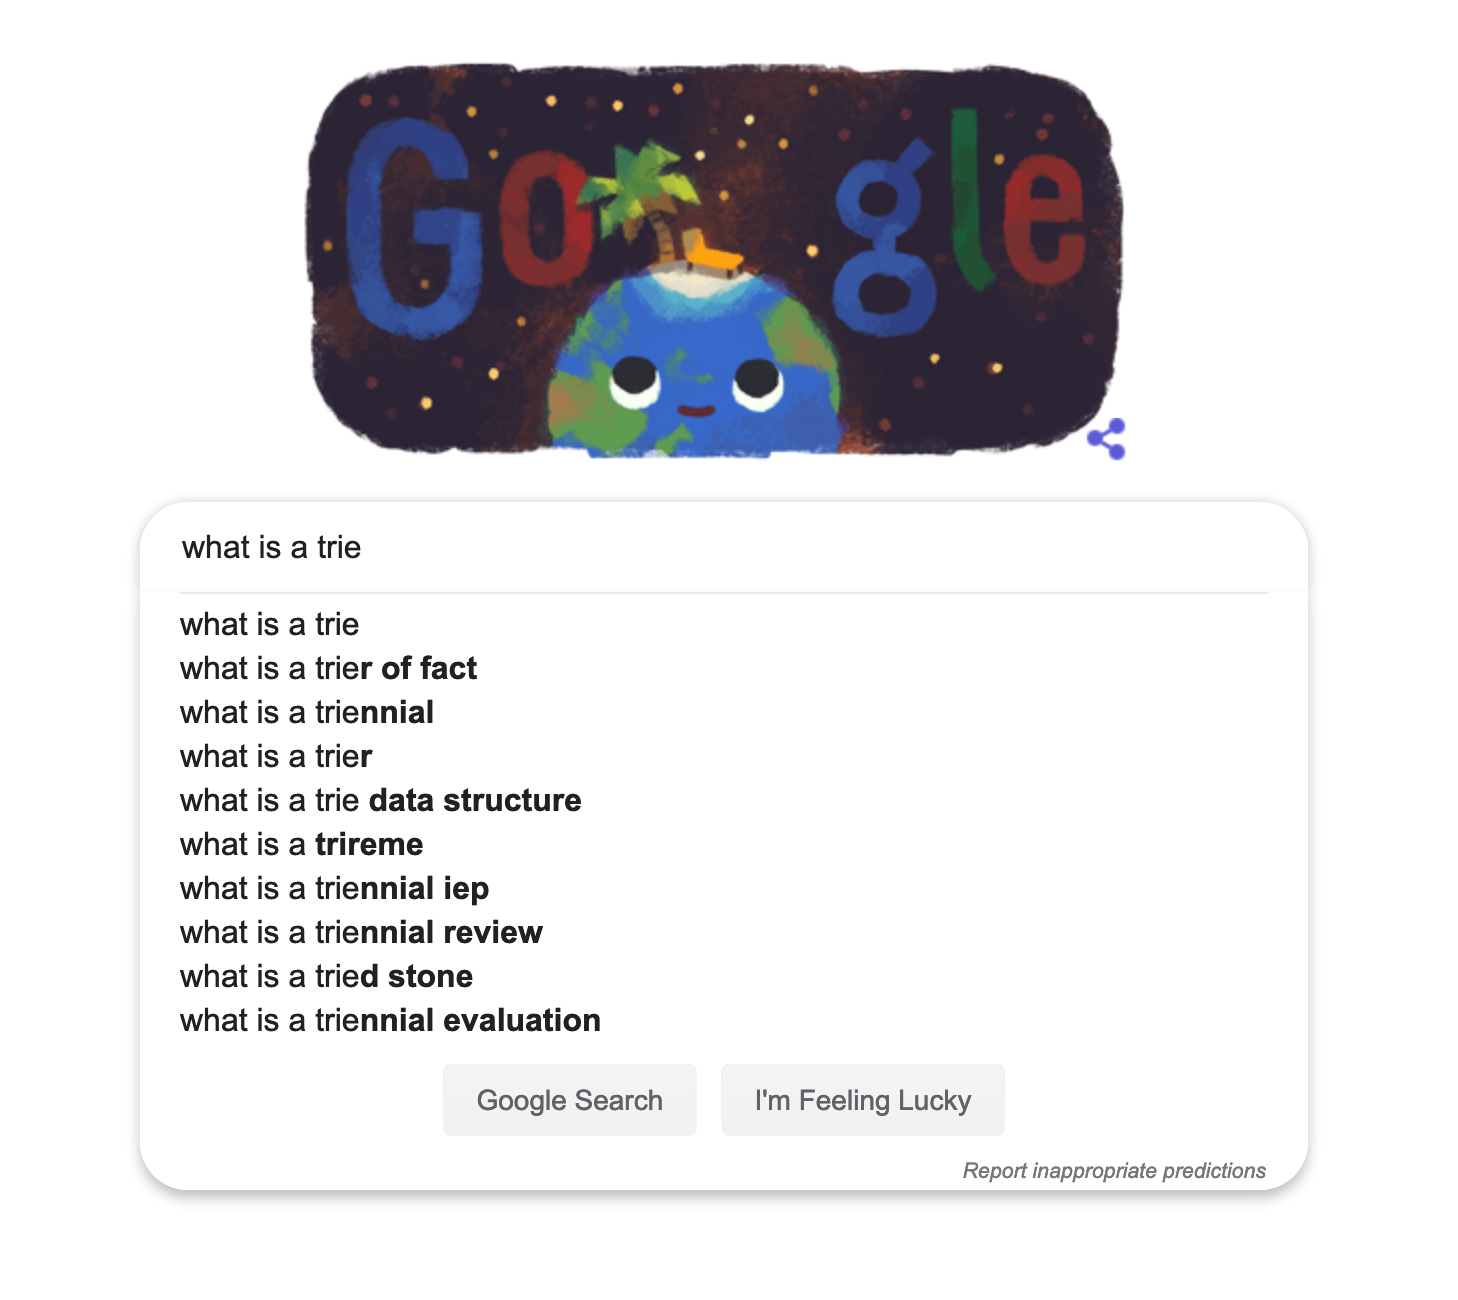 Google
what is a trie
what is a trie
what is a trier of fact
what is a triennial
what is a trier
what is a trie data structure
what is a trireme
what is a triennial iep
what is a triennial review
what is a tried stone
what is a triennial evaluation
Google Search
I'm Feeling Lucky
Report inappropriate predictions